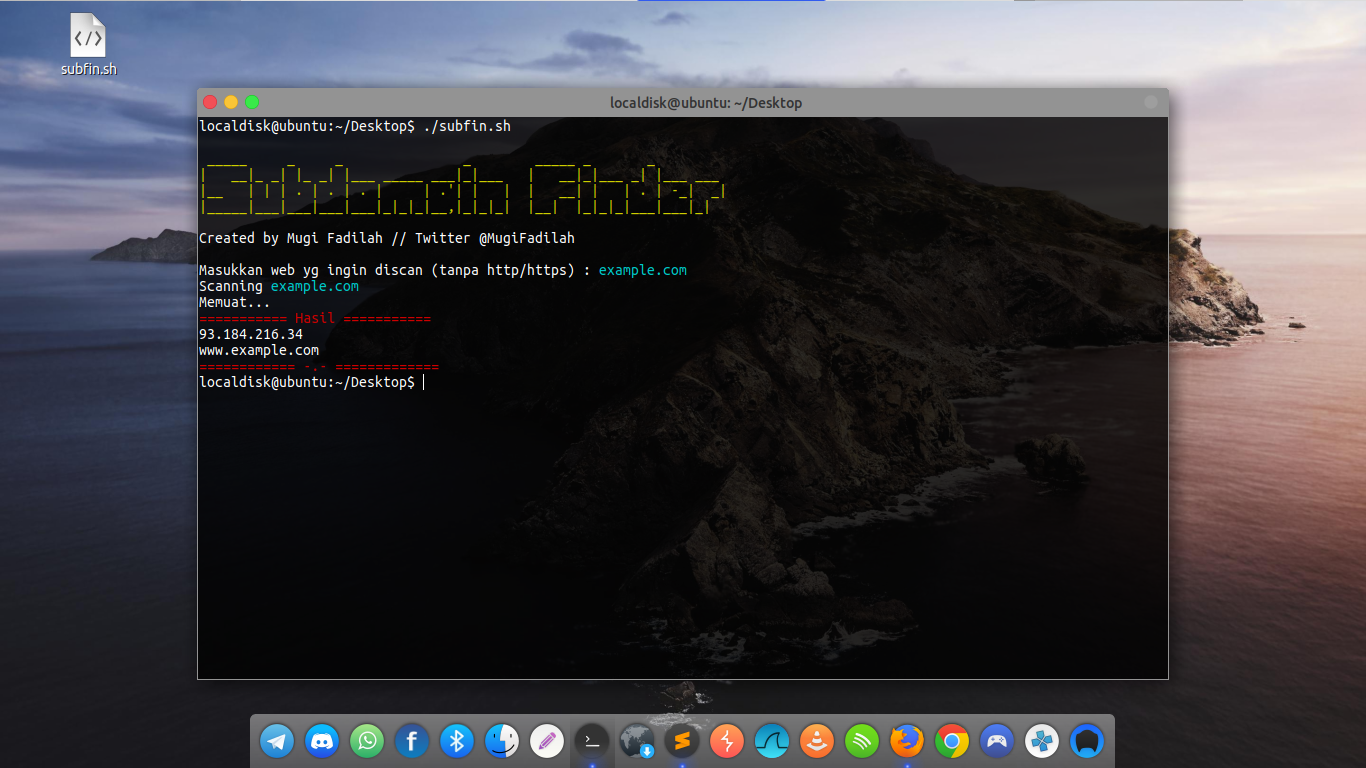 subfin.sh
localdisk@ubuntu: ~/Desktop
localdisk@ubuntu:~/Desktop$ ./subfin.sh
Subdomain Finder
Created by Mugi Fadilah // Twitter @MugiFadilah
Masukkan web yg ingin discan (tanpa http/https) : example.com
Scanning example.com
Memuat...
=========== Hasil ===========
93.184.216.34
www.example.com
============ -.- =============
localdisk@ubuntu:~/Desktop$